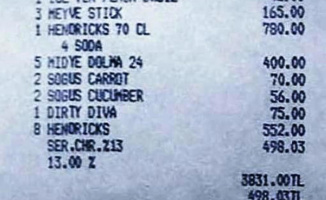 3 MEYVE STICK 165.00
1 HENDRICKS 70 CL 780.00
4 SODA
5 MIDYE DOLMA 24 400.00
2 SOGUS CARROT 70.00
2 SOGUS CUCUMBER 56.00
1 DIRTY DIVA 75.00
8 HENDRICKS 552.00
SER.CHR.%13 498.03
13.00 %
3831.00TL
498.03TL